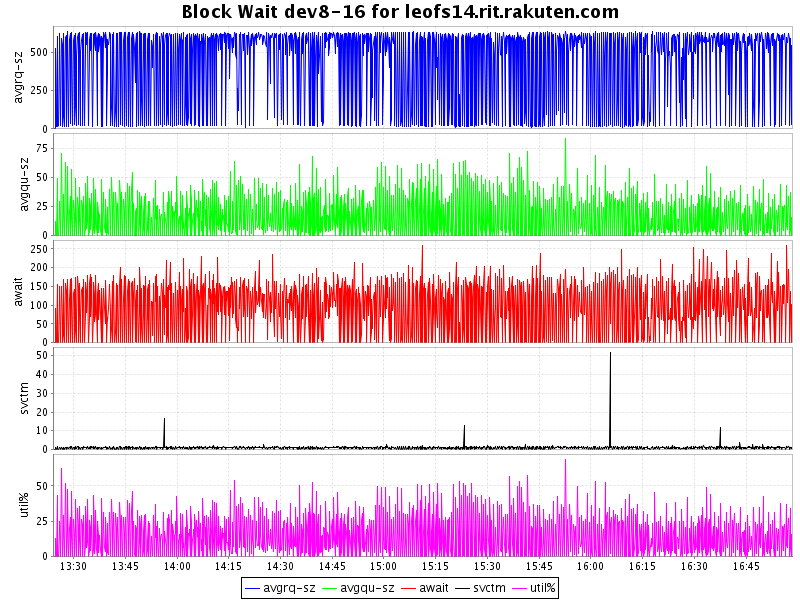 Block Wait dev8-16 for leofs14.rit.rakuten.com
avgrq-sz
500
250
0
avgqu-sz
75
50
25
0
await
250
200
150
100
50
0
svctm
50
40
30
20
10
0
util%
50
25
0
13:30 13:45 14:00 14:15 14:30 14:45 15:00 15:15 15:30 15:45 16:00 16:15 16:30 16:45
avgrq-sz avgqu-sz await svctm util%